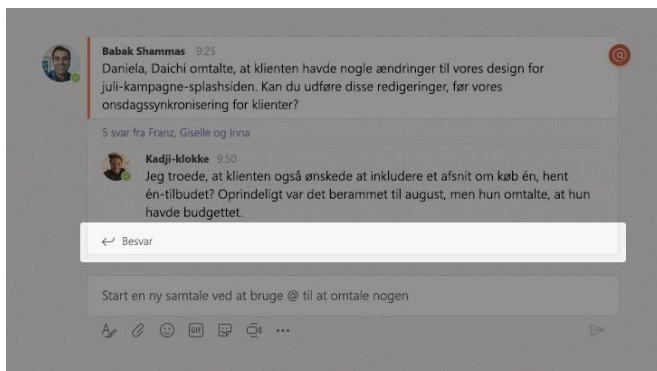 Babak Shammas 9:25
Daniela, Daichi omtalte, at klienten havde nogle ændringer til vores design for
juli-kampagne-splashsiden. Kan du udføre disse redigeringer, før vores
onsdagssynkronisering for klienter?
5 svar fra Franz, Giselle og Inna
Kadji-klokke 9:50
Jeg troede, at klienten også ønskede at inkludere et afsnit om køb én, hent
én-tilbudet? Oprindeligt var det berammet til august, men hun omtalte, at hun
havde budgettet.
Besvar
Start en ny samtale ved at bruge @ til at omtale nogen
GIF